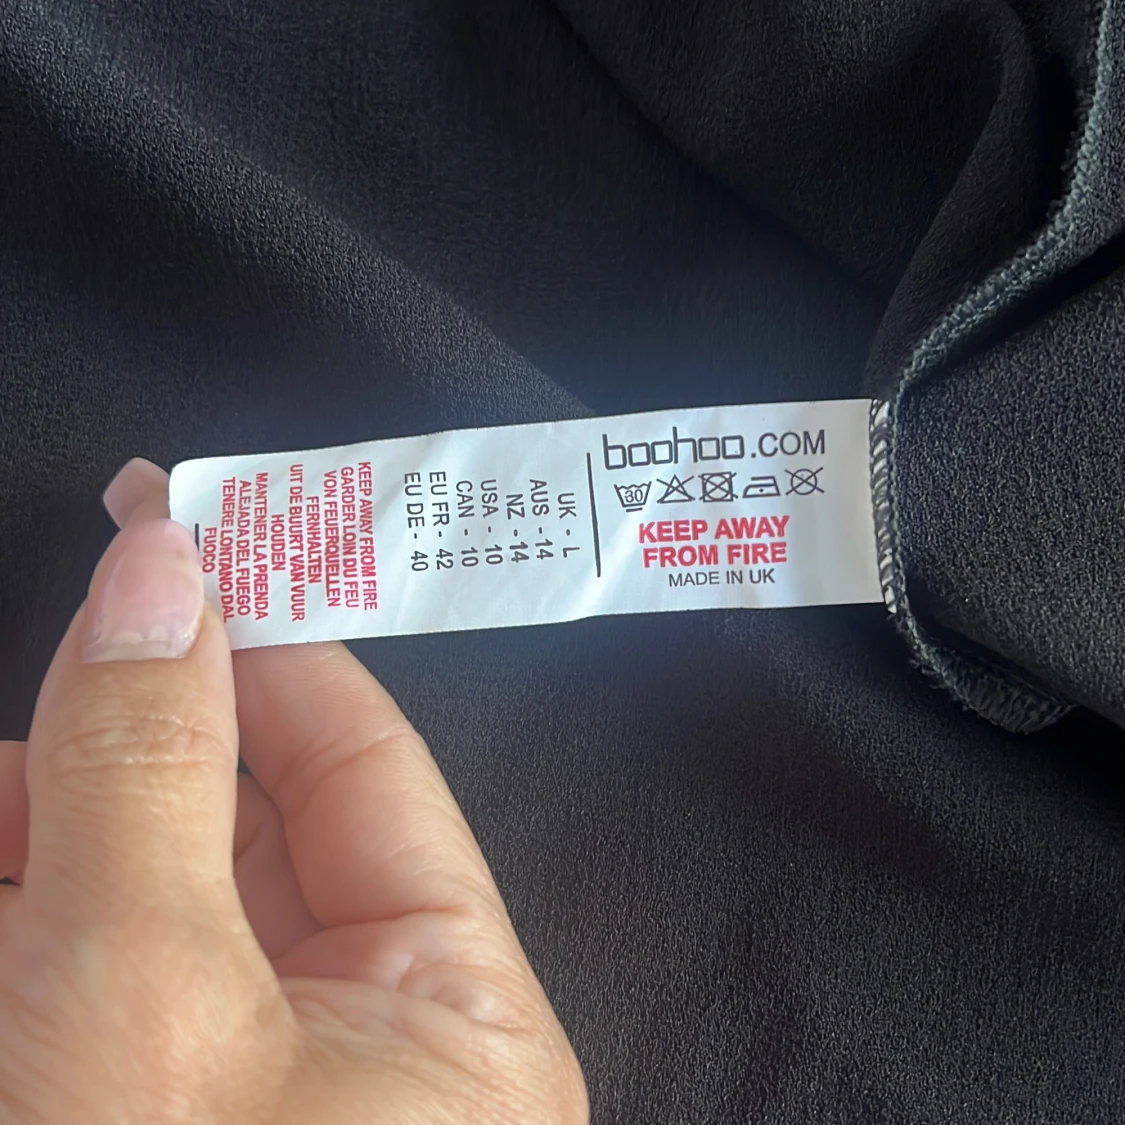 boohoo.COM
30
KEEP AWAY
FROM FIRE
MADE IN UK
UK - L
AUS - 14
NZ - 14
USA - 10
CAN - 10
EU FR - 42
EU DE - 40
KEEP AWAY FROM FIRE
GARDER LOIN DU FEU
VON FEUERQUELLEN
FERNHALTEN
UIT DE BUURT VAN VUUR
HOUDEN
MANTENER LA PRENDA
ALEJADA DEL FUEGO
TENERE LONTANO DAL
FUOCO